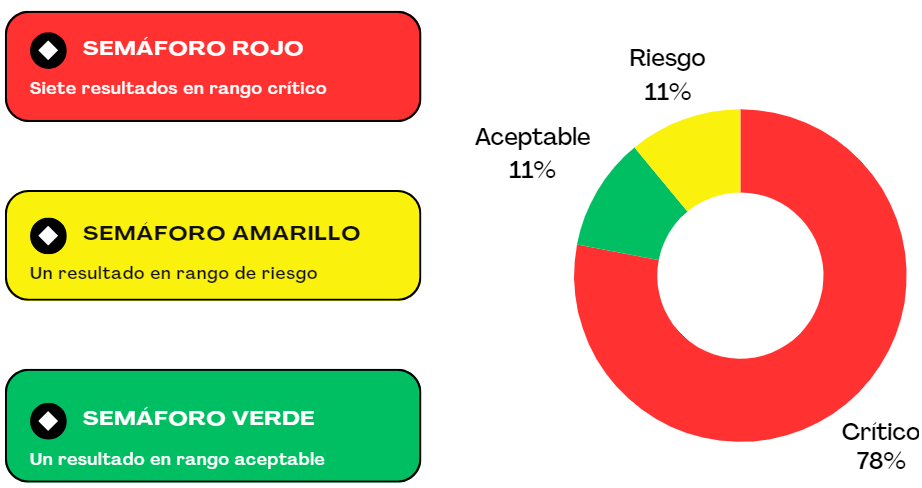 SEMÁFORO ROJO
Siete resultados en rango crítico
SEMÁFORO AMARILLO
Un resultado en rango de riesgo
SEMÁFORO VERDE
Un resultado en rango aceptable
Riesgo
11%
Aceptable
11%
Crítico
78%